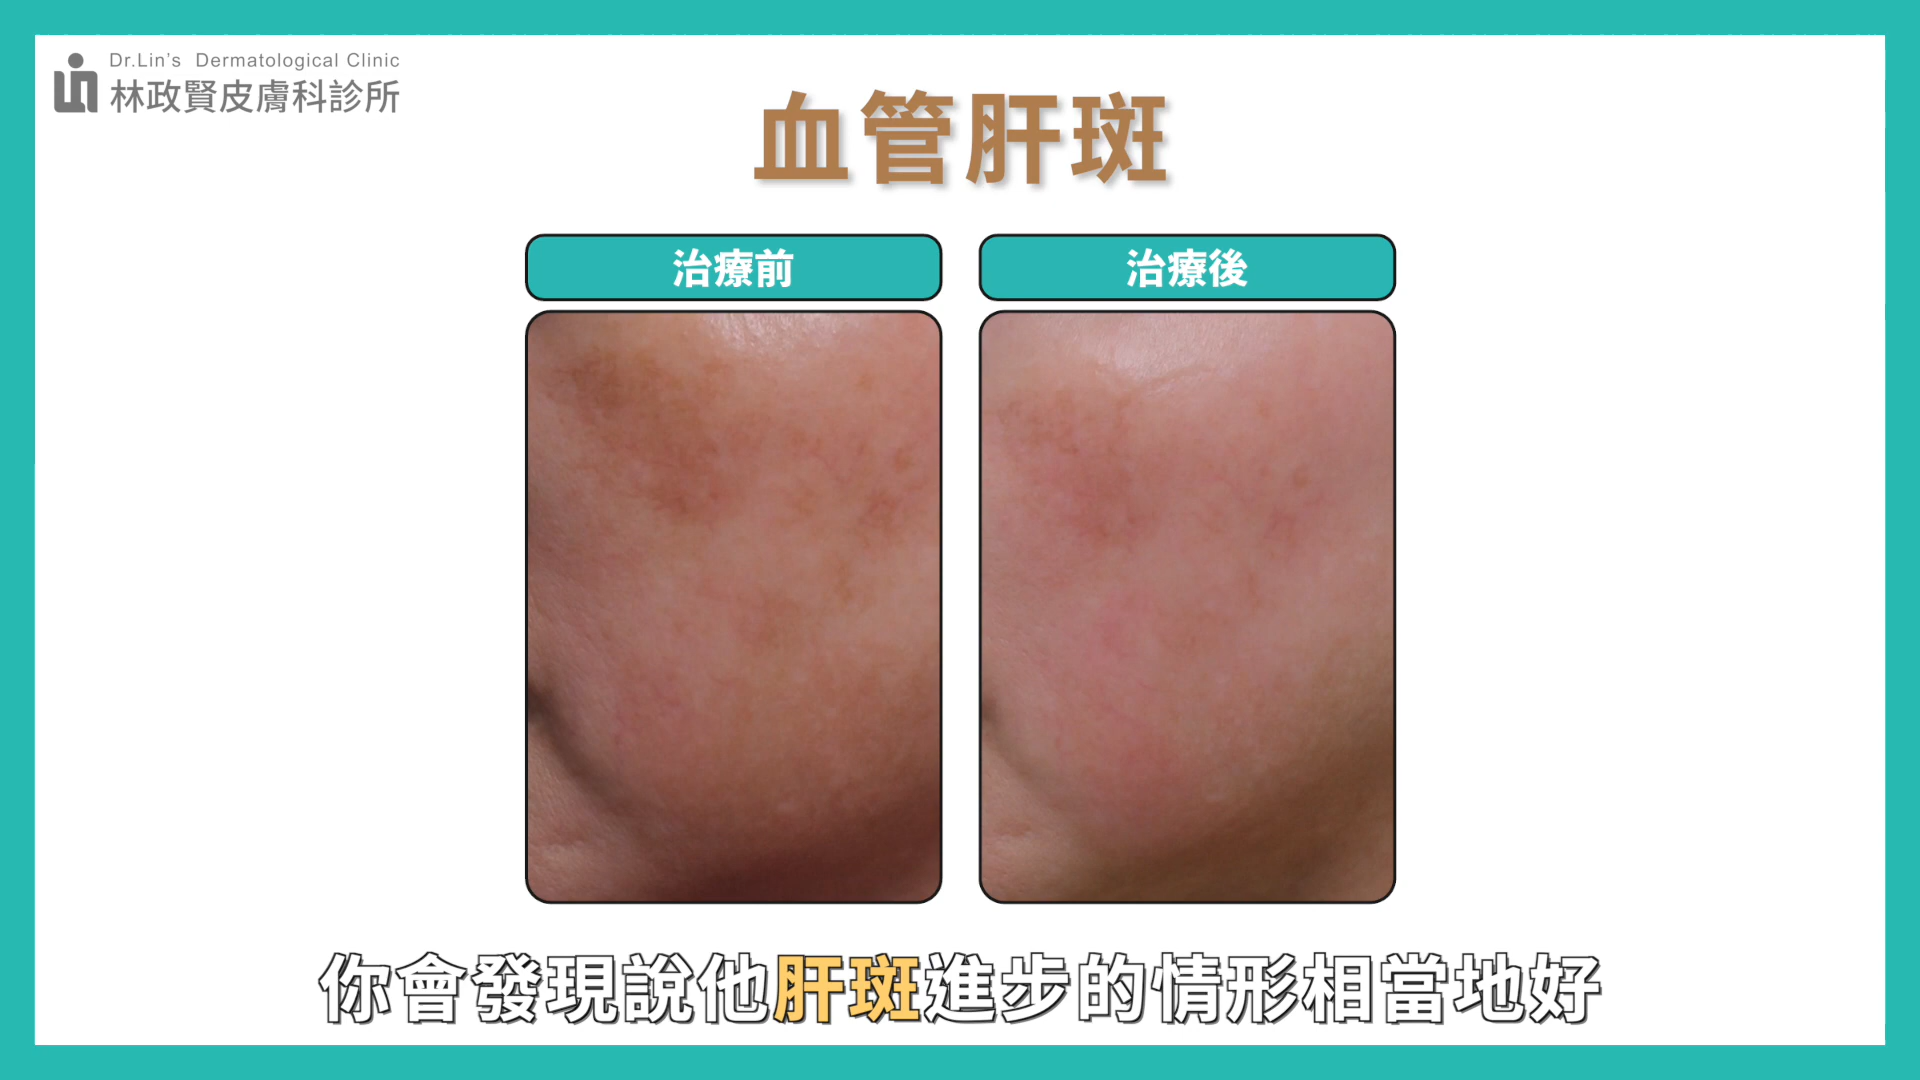 Dr.Lin's Dermatological Clinic
林政賢皮膚科診所
血管肝斑
治療前
治療後
你會發現說他肝斑進步的情形相當地好